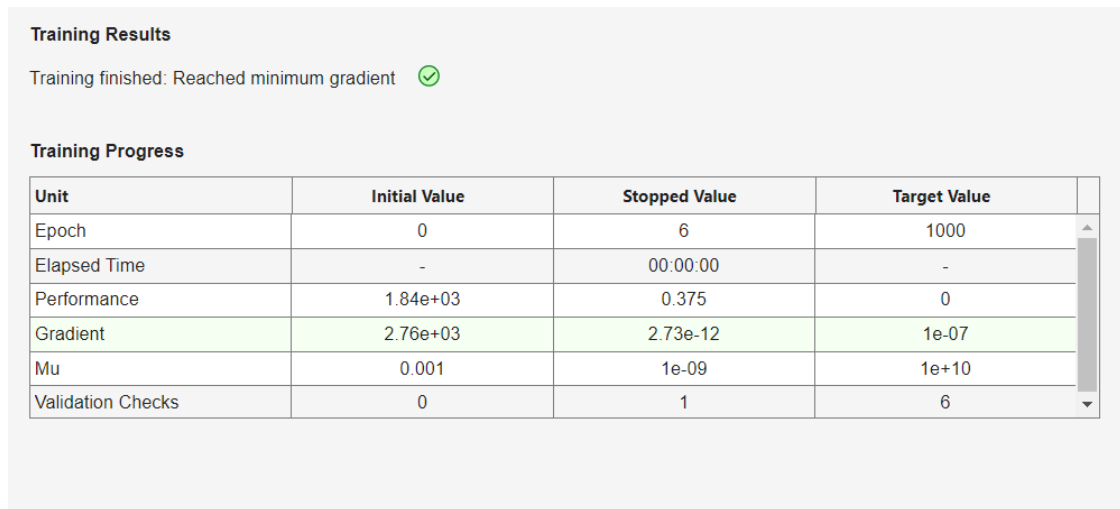 Training Results
Training finished: Reached minimum gradient
Training Progress
Unit Initial Value Stopped Value Target Value
Epoch 0 6 1000
Elapsed Time - 00:00:00 -
Performance 1.84e+03 0.375 0
Gradient 2.76e+03 2.73e-12 1e-07
Mu 0.001 1e-09 1e+10
Validation Checks 0 1 6